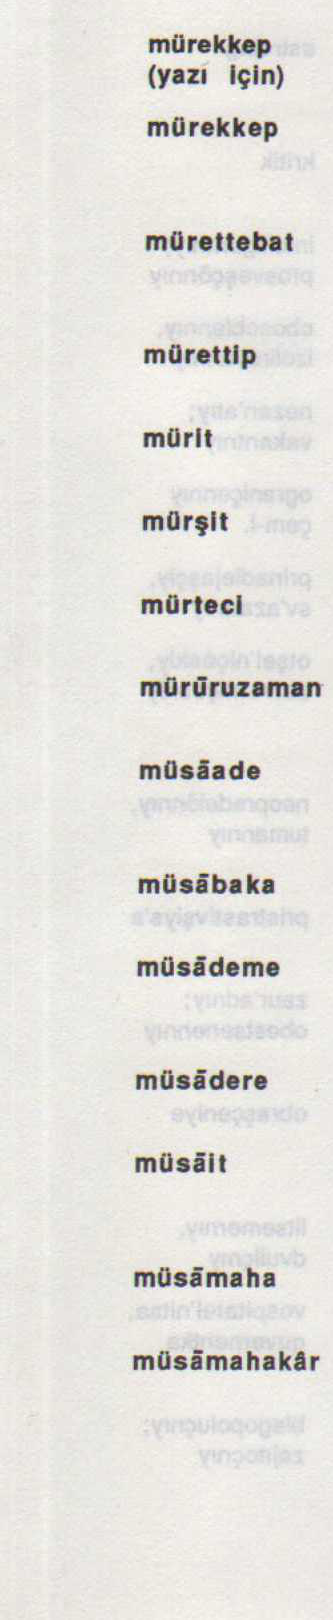 mürekkep
(yazı için)
mürekkep
mürettebat
mürettip
mürit
mürşit
mürteci
mürūruzaman
müsāade
müsābaka
müsādeme
müsādere
müsāit
müsāmaha
müsāmahakâr